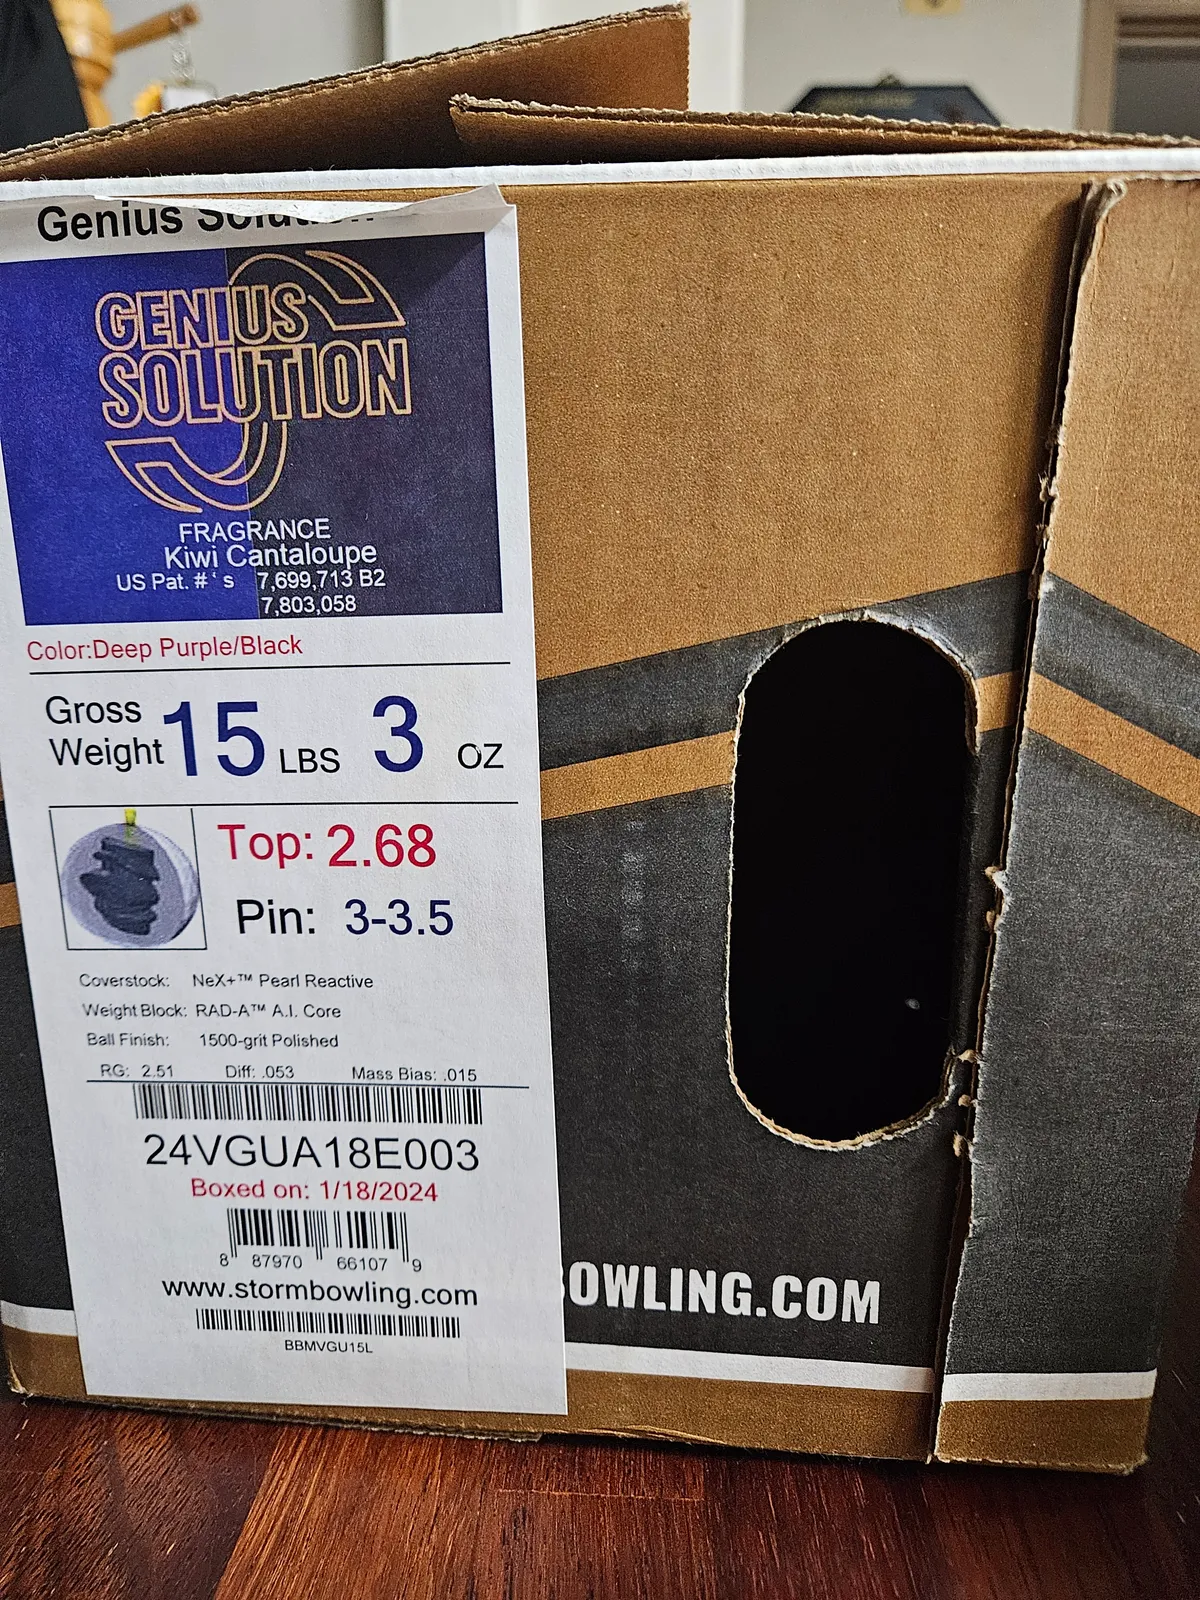 Genius
GENIUS
SOLUTION
FRAGRANCE
Kiwi Cantaloupe
US Pat. #'s 7,699,713 B2
7,803,058
Color:Deep Purple/Black
Gross
Weight 15 LBS 3 OZ
Top: 2.68
Pin: 3-3.5
Coverstock: NeX+™ Pearl Reactive
Weight Block: RAD-A™ A.I. Core
Ball Finish: 1500-grit Polished
RG: 2.51 Diff: .053 Mass Bias: .015
24VGUA18E003
Boxed on: 1/18/2024
8 87970 66107 9
www.stormbowling.com
BBMVGU15L
OWLING.COM